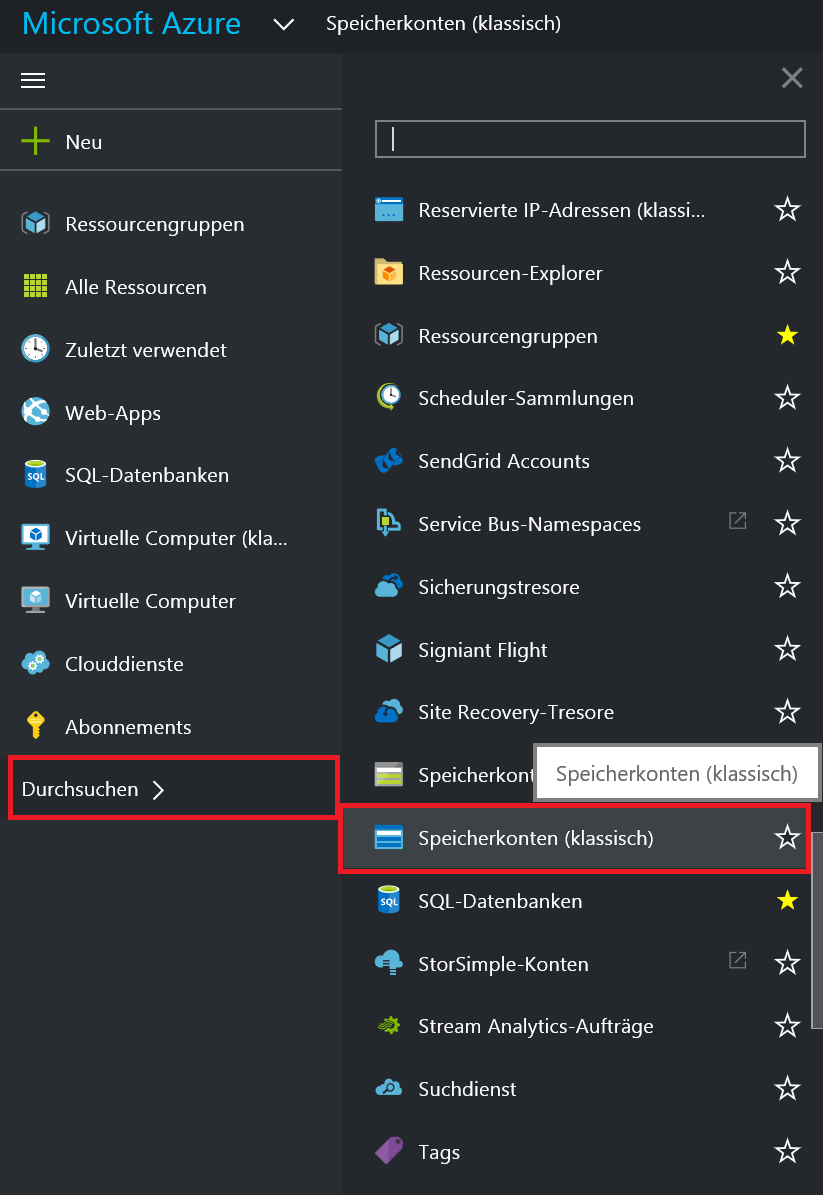 Microsoft Azure
Speicherkonten (klassisch)
Neu
Ressourcengruppen
Alle Ressourcen
Zuletzt verwendet
Web-Apps
SQL-Datenbanken
Virtuelle Computer (kla...
Virtuelle Computer
Clouddienste
Abonnements
Durchsuchen
Reservierte IP-Adressen (klassi...
Ressourcen-Explorer
Ressourcengruppen
Scheduler-Sammlungen
SendGrid Accounts
Service Bus-Namespaces
Sicherungstresore
Signiant Flight
Site Recovery-Tresore
Speicherkont
Speicherkonten (klassisch)
Speicherkonten (klassisch)
SQL
SQL-Datenbanken
StorSimple-Konten
Stream Analytics-Aufträge
Suchdienst
Tags